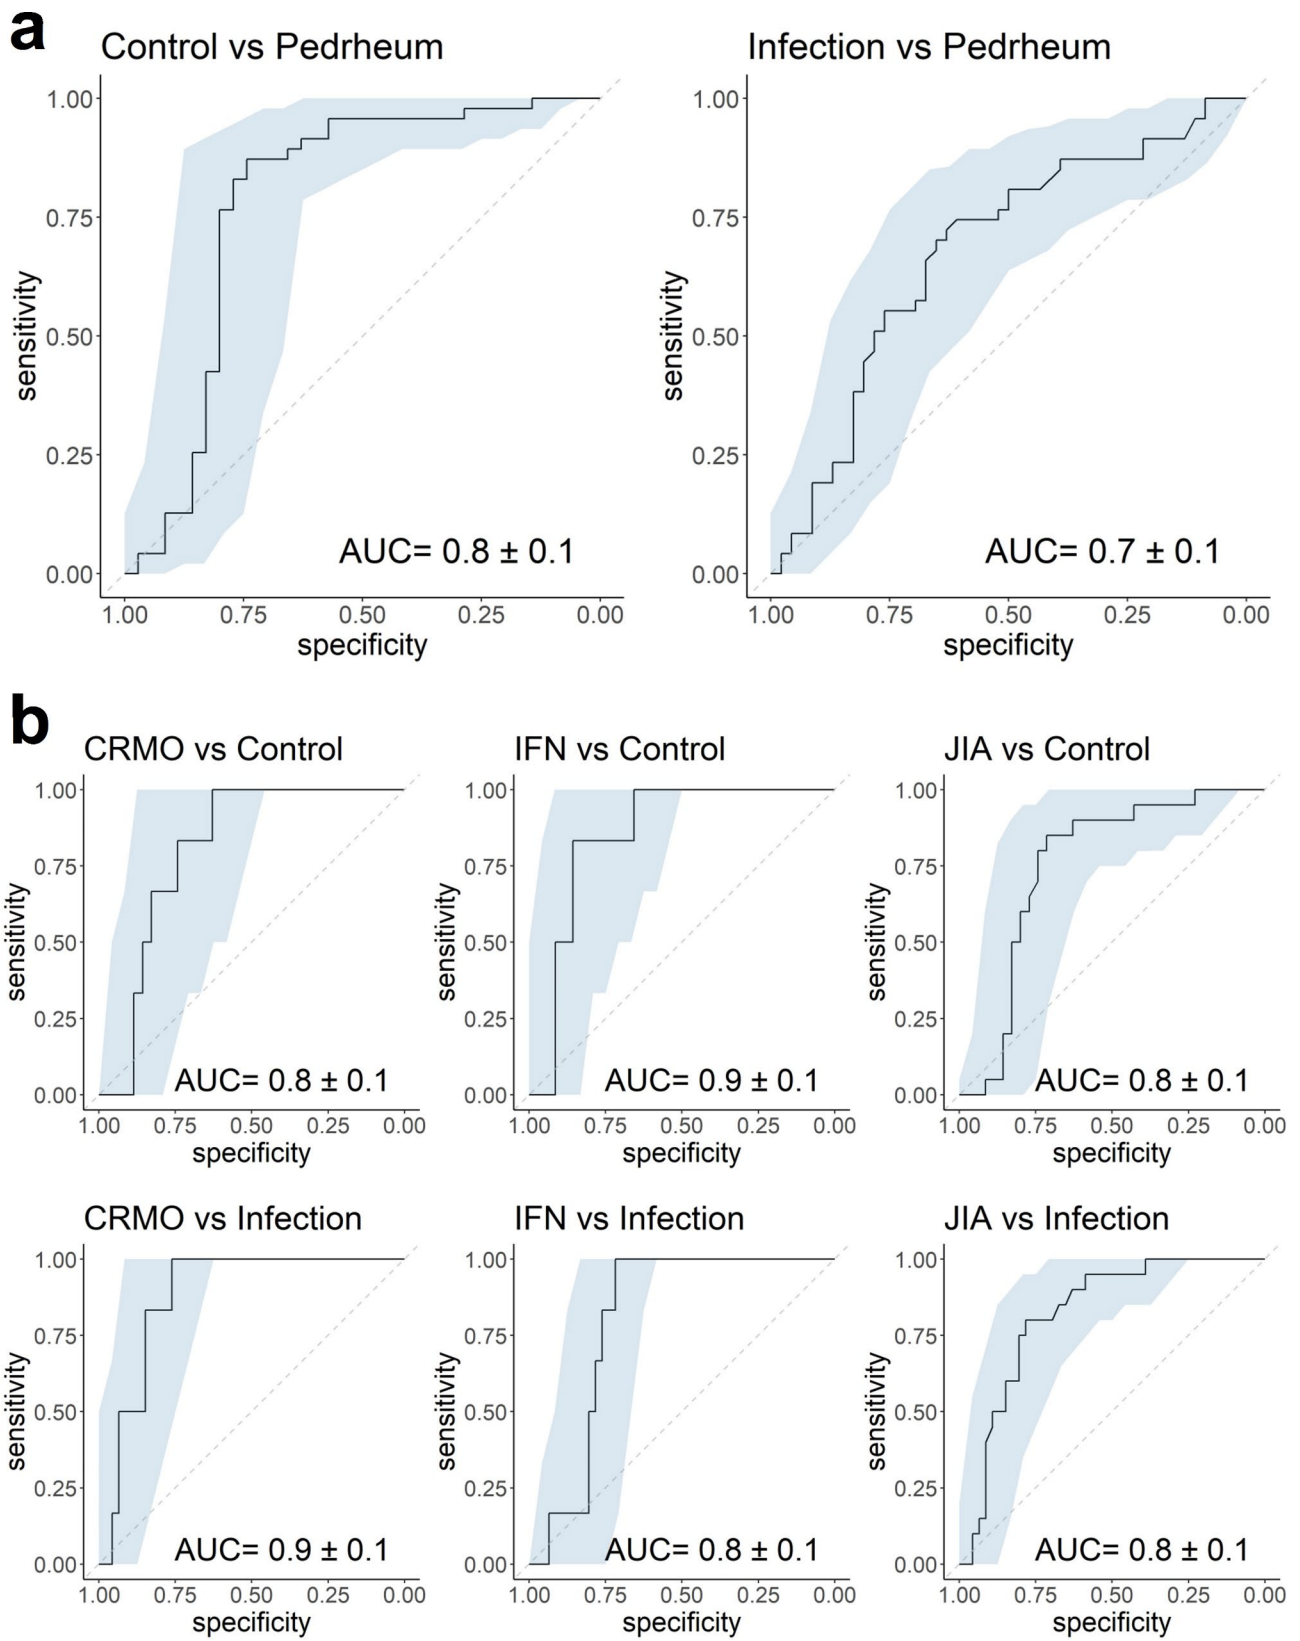 a
Control vs Pedrheum
Infection vs Pedrheum
1.00
0.75
0.50
0.25
0.00
sensitivity
AUC= 0.8 ± 0.1
1.00 0.75 0.50 0.25 0.00
specificity
1.00
0.75
0.50
0.25
0.00
sensitivity
AUC= 0.7 ± 0.1
1.00 0.75 0.50 0.25 0.00
specificity
b
CRMO vs Control
1.00
0.75
0.50
0.25
0.00
sensitivity
AUC= 0.8 ± 0.1
1.00 0.75 0.50 0.25 0.00
specificity
IFN vs Control
1.00
0.75
0.50
0.25
0.00
sensitivity
AUC= 0.9 ± 0.1
1.00 0.75 0.50 0.25 0.00
specificity
JIA vs Control
1.00
0.75
0.50
0.25
0.00
sensitivity
AUC= 0.8 ± 0.1
1.00 0.75 0.50 0.25 0.00
specificity
CRMO vs Infection
1.00
0.75
0.50
0.25
0.00
sensitivity
AUC= 0.9 ± 0.1
1.00 0.75 0.50 0.25 0.00
specificity
IFN vs Infection
1.00
0.75
0.50
0.25
0.00
sensitivity
AUC= 0.8 ± 0.1
1.00 0.75 0.50 0.25 0.00
specificity
JIA vs Infection
1.00
0.75
0.50
0.25
0.00
sensitivity
AUC= 0.8 ± 0.1
1.00 0.75 0.50 0.25 0.00
specificity